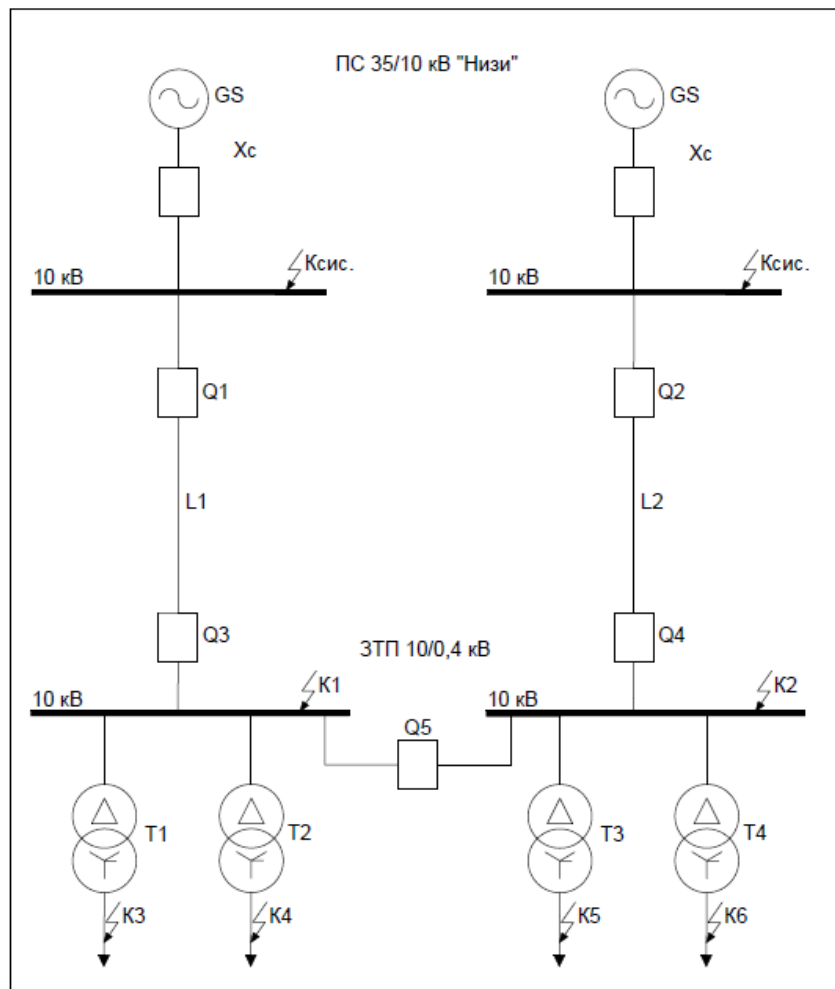 ПС 35/10 кВ "Низи"
GS
GS
Xc
Xc
10 кВ
Ксис.
10 кВ
Ксис.
Q1
Q2
L1
L2
Q3
Q4
ЗТП 10/0,4 кВ
10 кВ
К1
10 кВ
К2
Q5
T1
T2
T3
T4
К3
К4
К5
К6